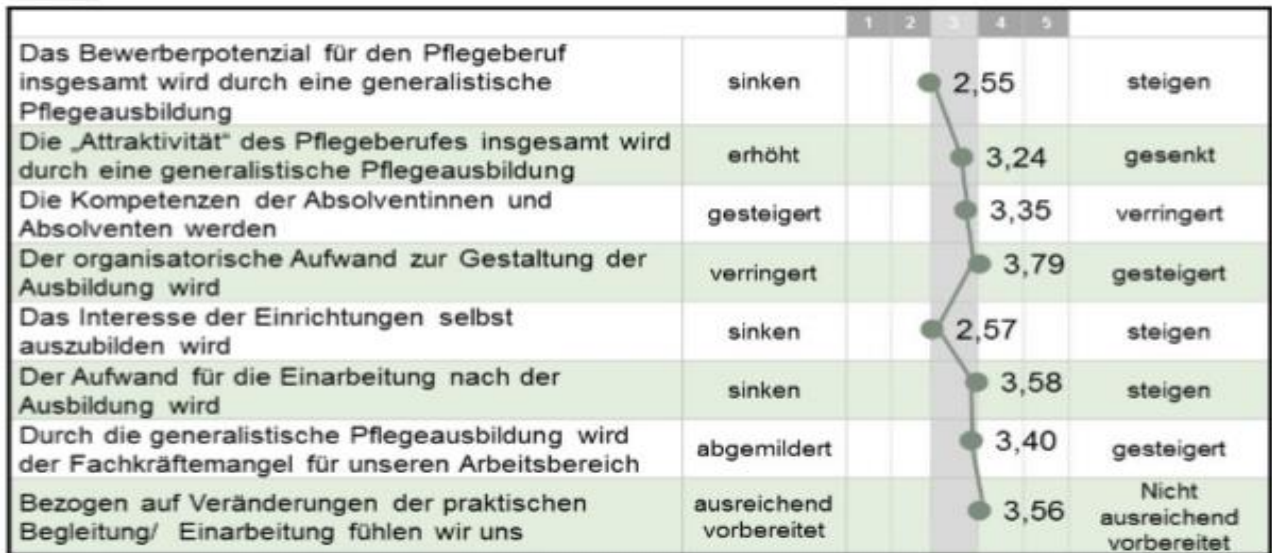 1 2 3 4 5
Das Bewerberpotenzial für den Pflegeberuf
insgesamt wird durch eine generalistische
Pflegeausbildung
sinken
2,55
steigen
Die „Attraktivität“ des Pflegeberufes insgesamt wird
durch eine generalistische Pflegeausbildung
erhöht
3,24
gesenkt
Die Kompetenzen der Absolventinnen und
Absolventen werden
gesteigert
3,35
verringert
Der organisatorische Aufwand zur Gestaltung der
Ausbildung wird
verringert
3,79
gesteigert
Das Interesse der Einrichtungen selbst
auszubilden wird
sinken
2,57
steigen
Der Aufwand für die Einarbeitung nach der
Ausbildung wird
sinken
3,58
steigen
Durch die generalistische Pflegeausbildung wird
der Fachkräftemangel für unseren Arbeitsbereich
abgemildert
3,40
gesteigert
Bezogen auf Veränderungen der praktischen
Begleitung/ Einarbeitung fühlen wir uns
ausreichend
vorbereitet
3,56
Nicht
ausreichend
vorbereitet